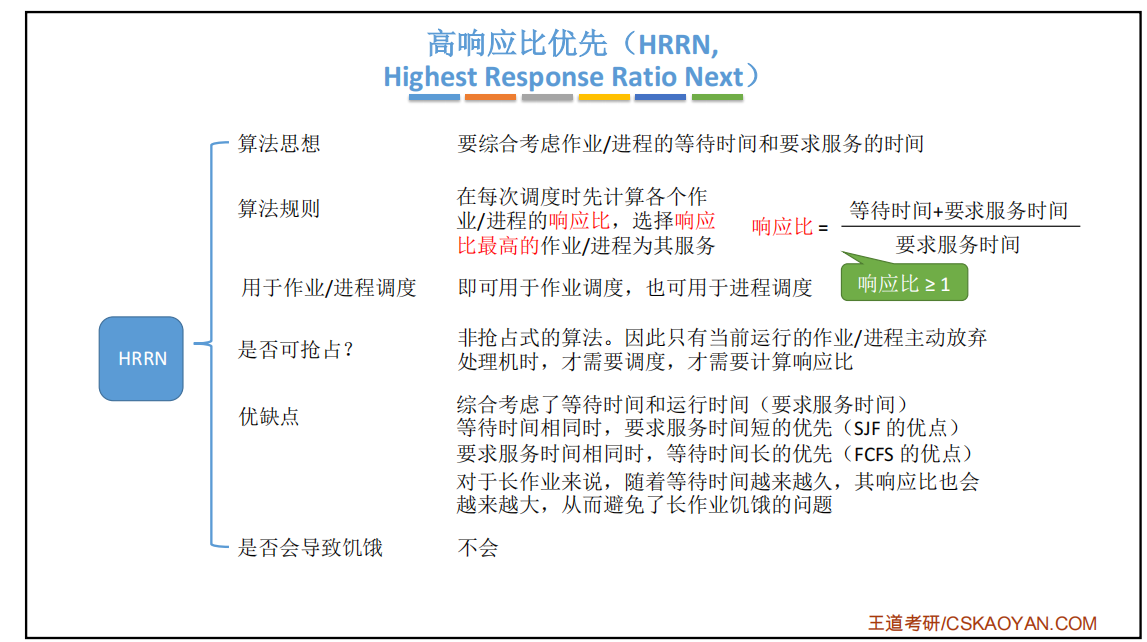 高响应比优先（HRRN,
Highest Response Ratio Next）
算法思想
要综合考虑作业/进程的等待时间和要求服务的时间
算法规则
在每次调度时先计算各个作
业/进程的响应比，选择响应
比最高的作业/进程为其服务
响应比 =
等待时间+要求服务时间
要求服务时间
响应比 ≥ 1
用于作业/进程调度
即可用于作业调度，也可用于进程调度
HRRN
是否可抢占？
非抢占式的算法。因此只有当前运行的作业/进程主动放弃
处理机时，才需要调度，才需要计算响应比
优缺点
综合考虑了等待时间和运行时间（要求服务时间）
等待时间相同时，要求服务时间短的优先（SJF 的优点）
要求服务时间相同时，等待时间长的优先（FCFS 的优点）
对于长作业来说，随着等待时间越来越久，其响应比也会
越来越大，从而避免了长作业饥饿的问题
是否会导致饥饿
不会
王道考研/CSKAOYAN.COM